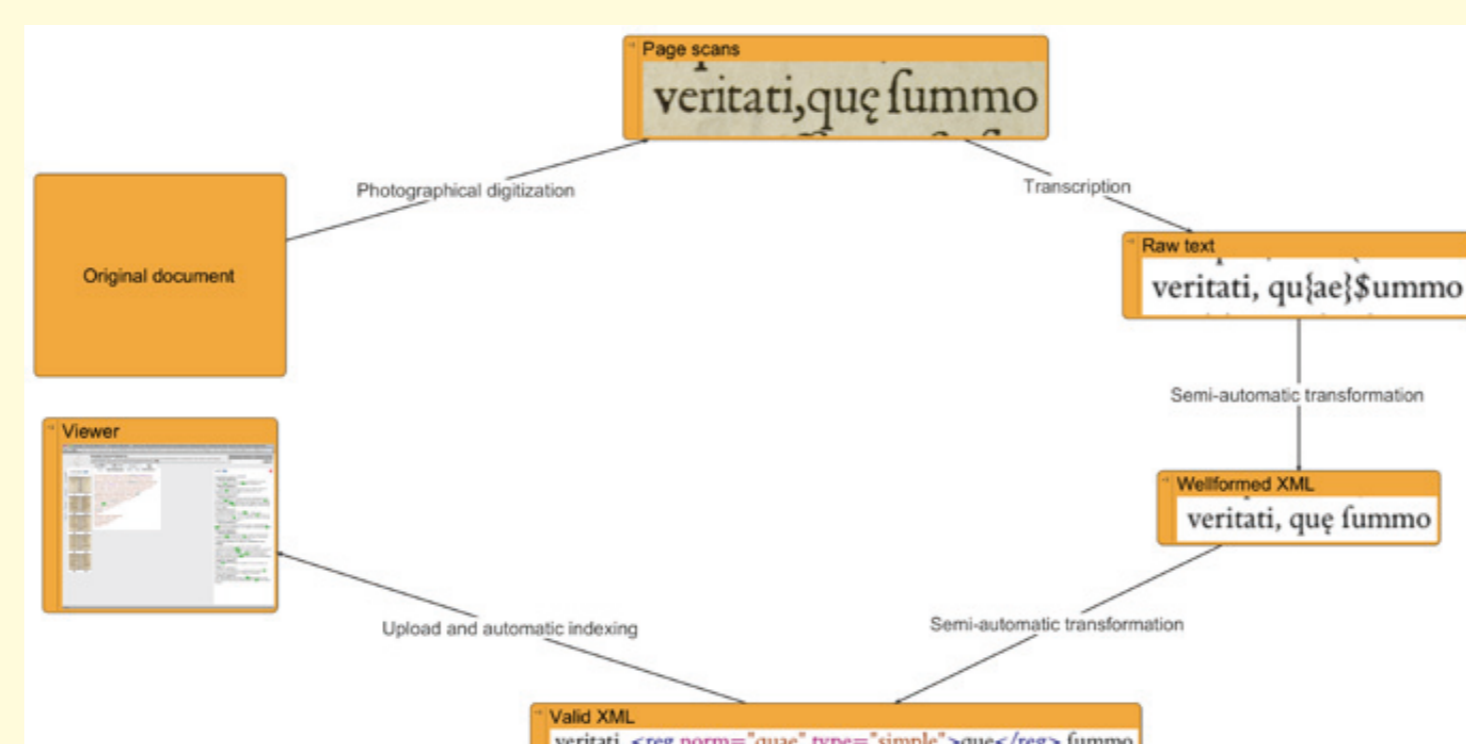 Page scans
veritati,quę ſummo
Photographical digitization
Transcription
Original document
Raw text
veritati, qu{ae}$ummo
Semi-automatic transformation
Viewer
Wellformed XML
veritati, quę ſummo
Upload and automatic indexing
Semi-automatic transformation
Valid XML
veritati, <reg norm="quae" type="simple">que</reg> ſummo